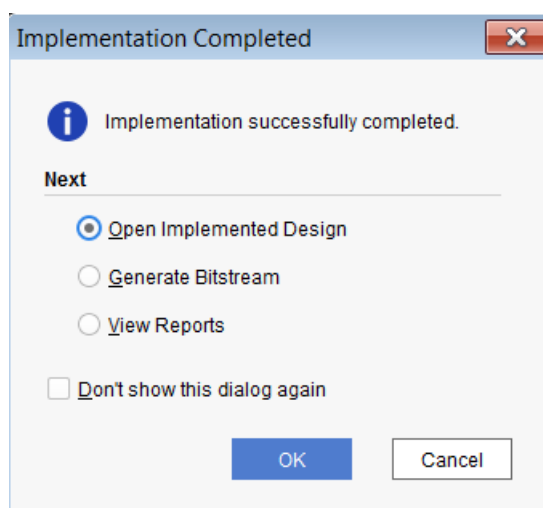 Implementation Completed
Implementation successfully completed.
Next
Open Implemented Design
Generate Bitstream
View Reports
Don't show this dialog again
OK
Cancel